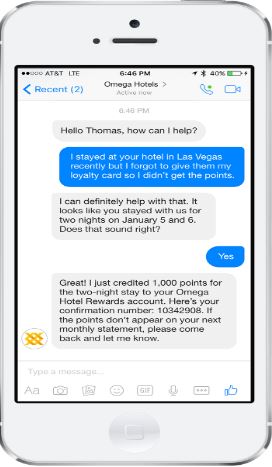 AT&T LTE 6:46 PM 40%
Recent (2) Omega Hotels >
Active now
6:46 PM
Hello Thomas, how can I help?
I stayed at your hotel in Las Vegas
recently but I forgot to give them my
loyalty card so I didn't get the points.
I can definitely help with that. It
looks like you stayed with us for
two nights on January 5 and 6.
Does that sound right?
Yes
Great! I just credited 1,000 points for
the two-night stay to your Omega
Hotel Rewards account. Here's your
confirmation number: 10342908. If
the points don't appear on your next
monthly statement, please come
back and let me know.
Type a message...
Aa GIF